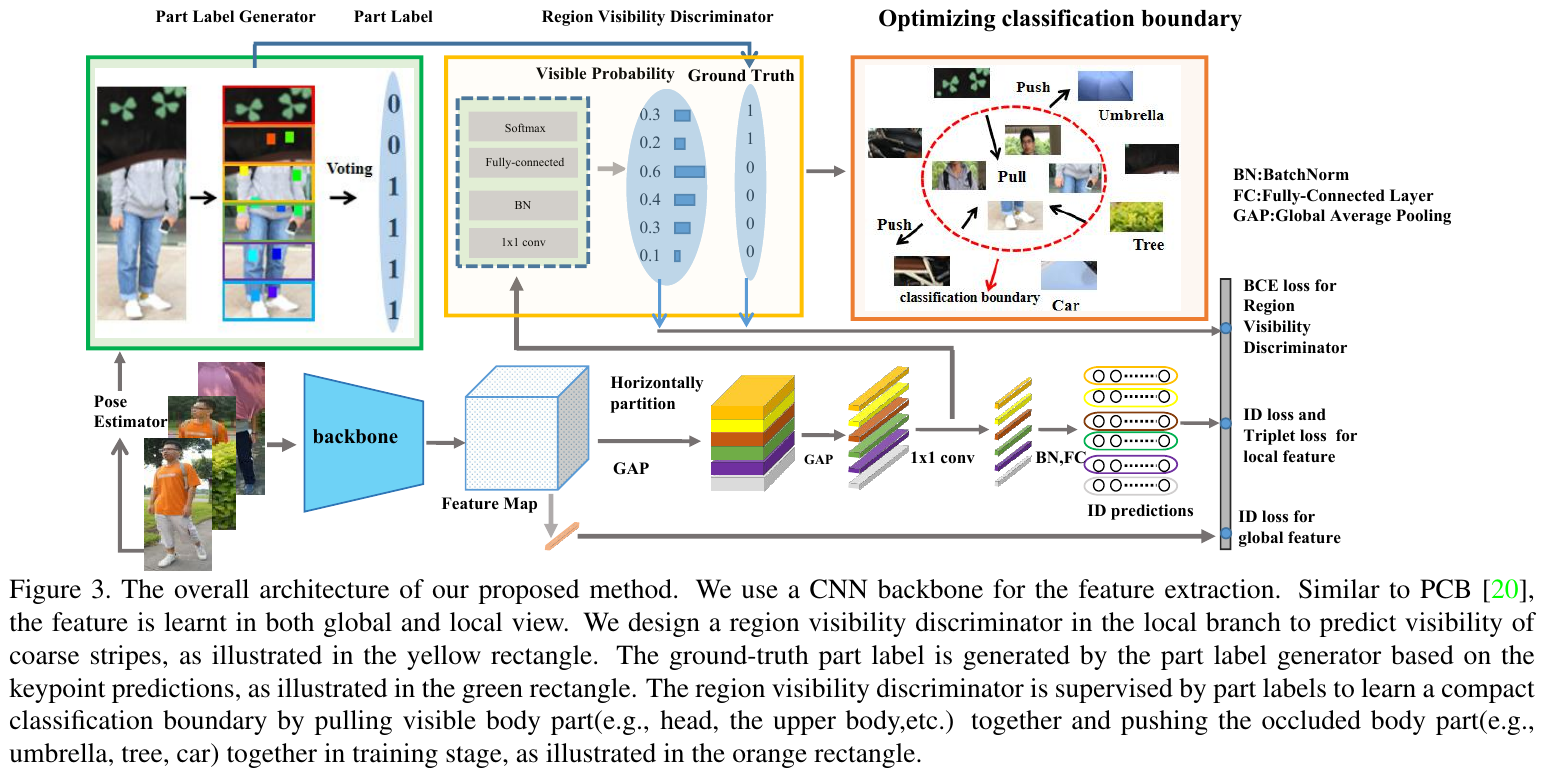 Part Label Generator
Part Label
Region Visibility Discriminator
Optimizing classification boundary
0
0
1
1
1
1
Voting
Visible Probability
Ground Truth
Softmax
Fully-connected
BN
1x1 conv
0.3
0.2
0.6
0.4
0.3
0.1
1
1
0
0
0
0
Push
Umbrella
Pull
Push
Tree
classification boundary
Car
BN:BatchNorm
FC:Fully-Connected Layer
GAP:Global Average Pooling
BCE loss for
Region
Visibility
Discriminator
Pose
Estimator
backbone
Feature Map
Horizontally
partition
GAP
GAP
1x1 conv
BN,FC
ID predictions
ID loss and
Triplet loss for
local feature
ID loss for
global feature
Figure 3. The overall architecture of our proposed method. We use a CNN backbone for the feature extraction. Similar to PCB [20],
the feature is learnt in both global and local view. We design a region visibility discriminator in the local branch to predict visibility of
coarse stripes, as illustrated in the yellow rectangle. The ground-truth part label is generated by the part label generator based on the
keypoint predictions, as illustrated in the green rectangle. The region visibility discriminator is supervised by part labels to learn a compact
classification boundary by pulling visible body part(e.g., head, the upper body,etc.) together and pushing the occluded body part(e.g.,
umbrella, tree, car) together in training stage, as illustrated in the orange rectangle.